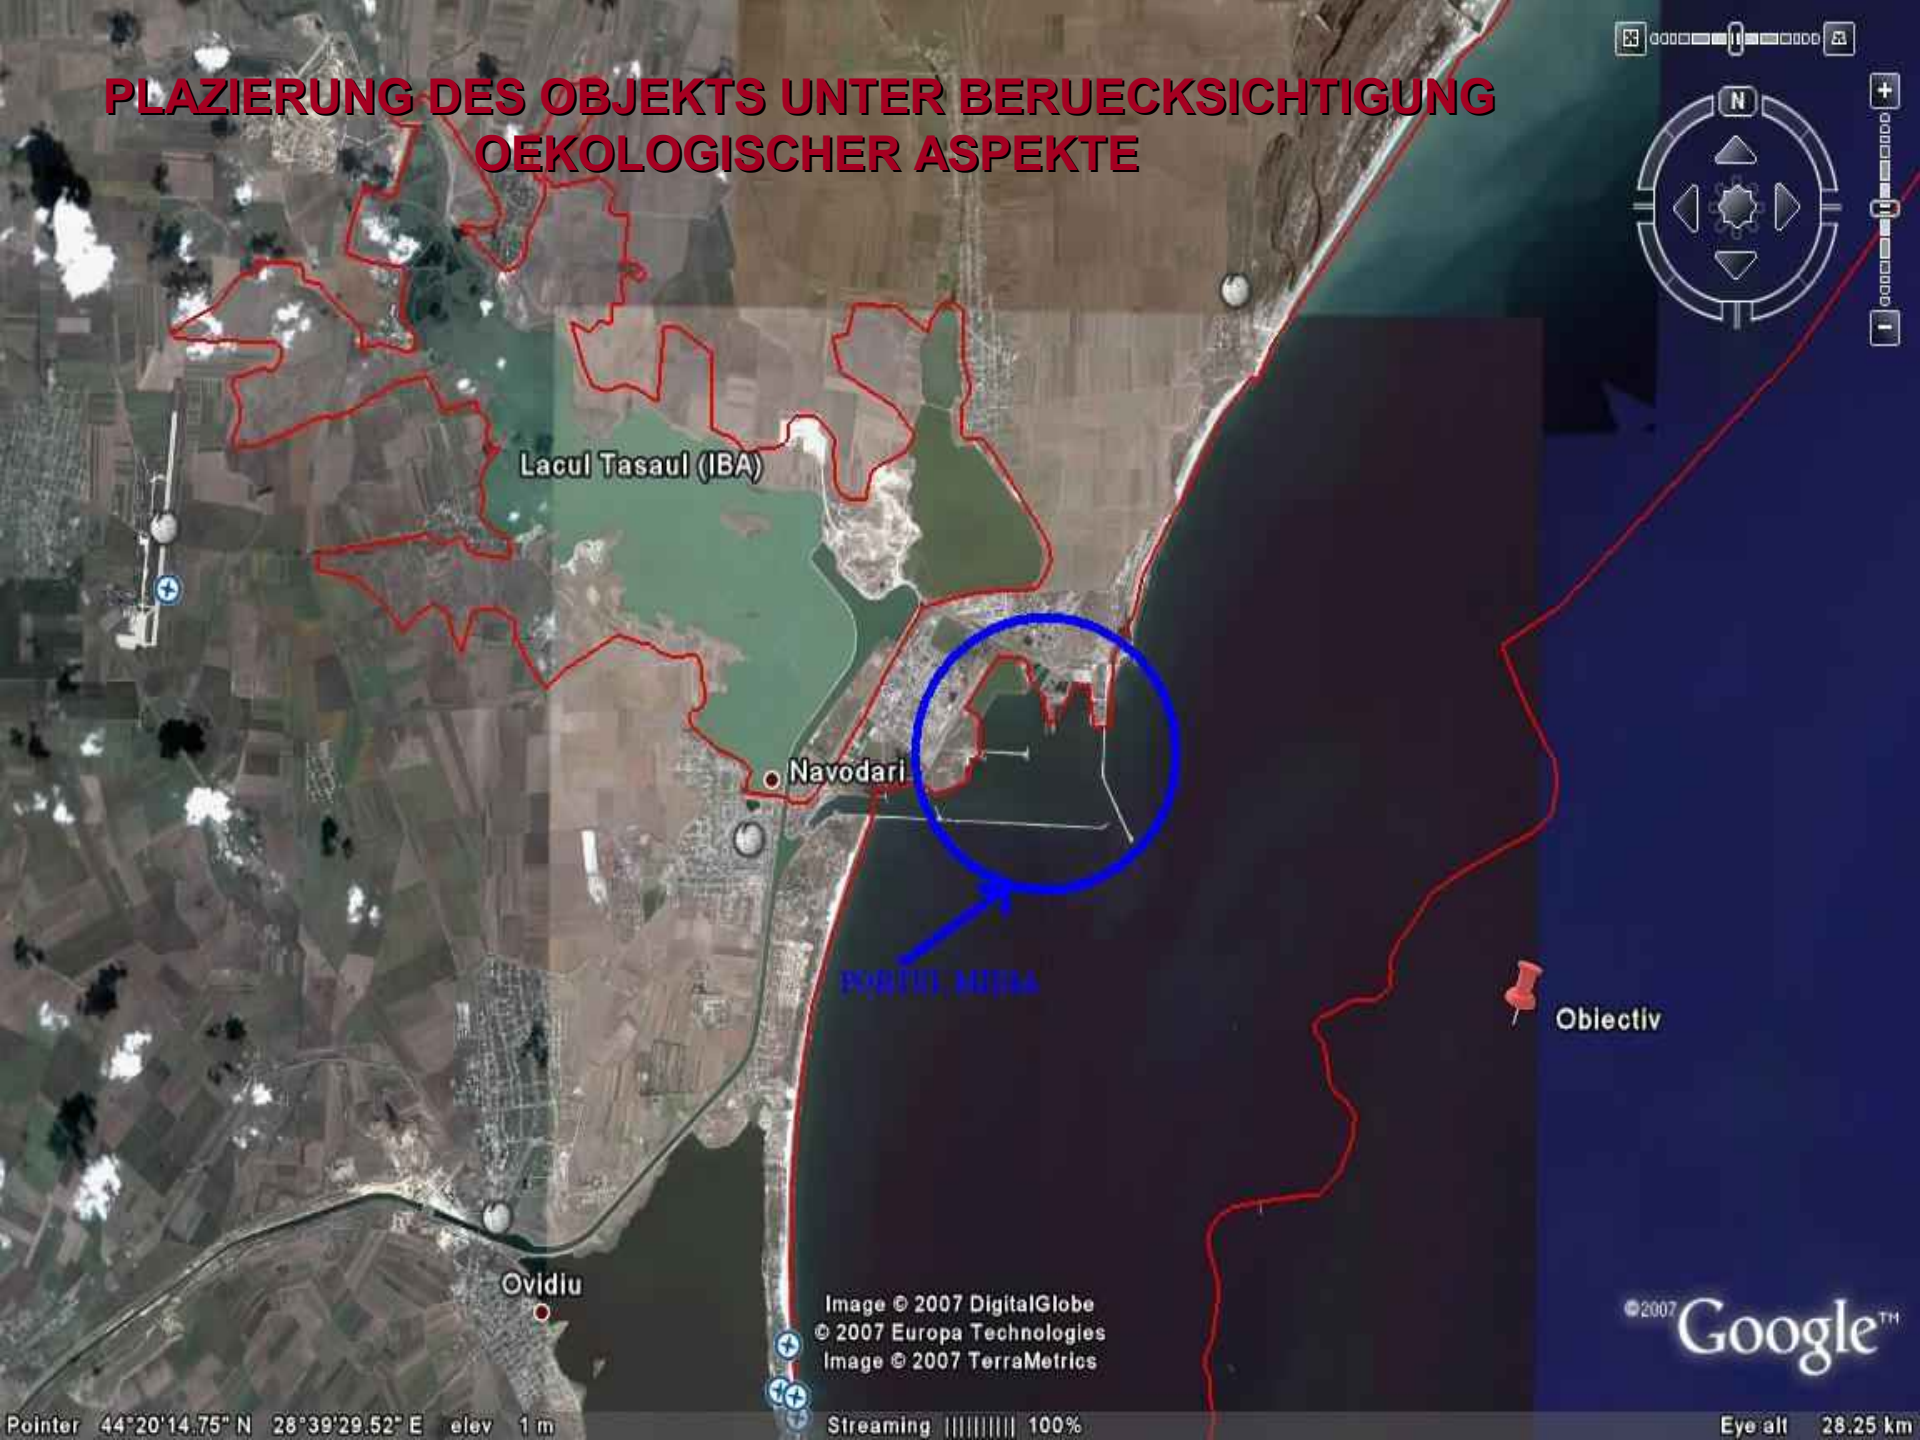 PLAZIERUNG DES OBJEKTS UNTER BERUECKSICHTIGUNG
OEKOLOGISCHER ASPEKTE
N
Lacul Tasaul (IBA)
Navodari
Obiectiv
Ovidiu
Image © 2007 DigitalGlobe
© 2007 Europa Technologies
Image © 2007 TerraMetrics
©2007 Google™
Pointer 44°20'14.75" N 28°39'29.52" E elev 1 m
Streaming |||||||||| 100%
Eye alt 28.25 km